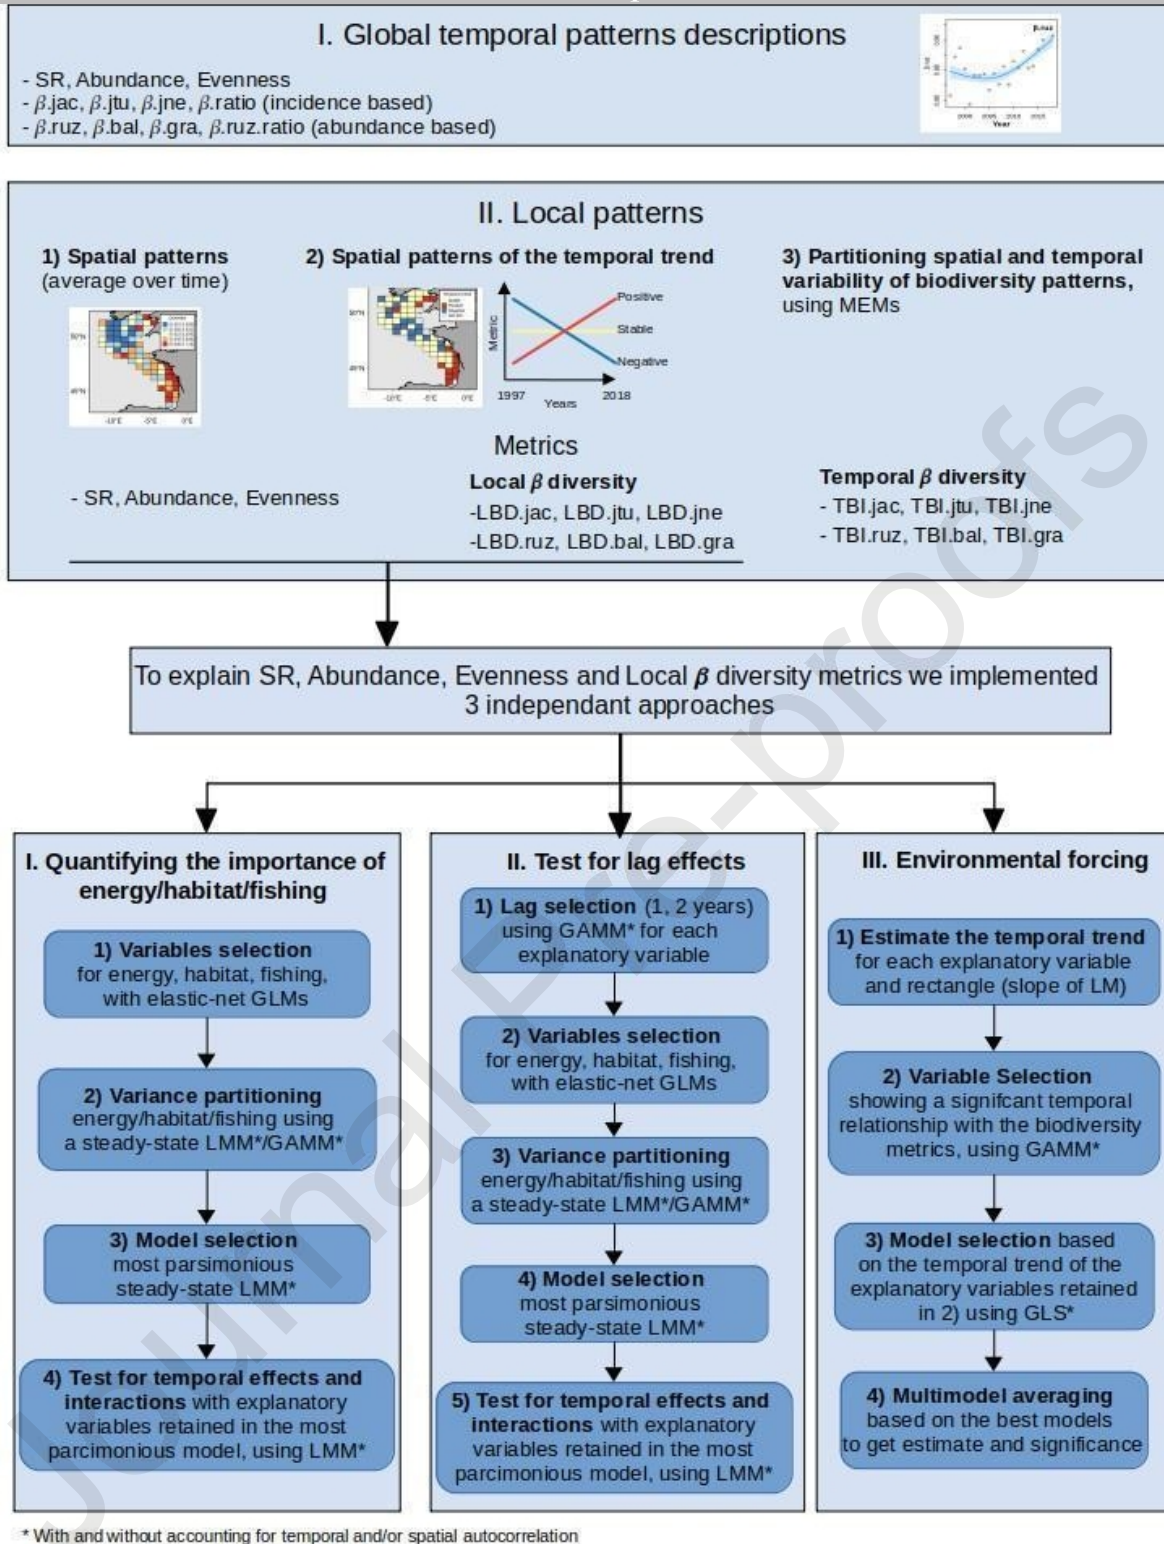 I. Global temporal patterns descriptions
- SR, Abundance, Evenness
- β.jac, β.jtu, β.jne, β.ratio (incidence based)
- β.ruz, β.bal, β.gra, β.ruz.ratio (abundance based)
β.ruz
Year
II. Local patterns
1) Spatial patterns
(average over time)
2) Spatial patterns of the temporal trend
3) Partitioning spatial and temporal
variability of biodiversity patterns,
using MEMs
50°N
-10°E -5°E 0°E
50°N
-10°E -5°E 0°E
Metric
Positive
Stable
Negative
1997
2018
Years
Metrics
- SR, Abundance, Evenness
Local β diversity
-LBD.jac, LBD.jtu, LBD.jne
-LBD.ruz, LBD.bal, LBD.gra
Temporal β diversity
- TBI.jac, TBI.jtu, TBI.jne
- TBI.ruz, TBI.bal, TBI.gra
To explain SR, Abundance, Evenness and Local β diversity metrics we implemented
3 independant approaches
I. Quantifying the importance of
energy/habitat/fishing
1) Variables selection
for energy, habitat, fishing,
with elastic-net GLMs
2) Variance partitioning
energy/habitat/fishing using
a steady-state LMM*/GAMM*
3) Model selection
most parsimonious
steady-state LMM*
4) Test for temporal effects and
interactions with explanatory
variables retained in the most
parcimonious model, using LMM*
II. Test for lag effects
1) Lag selection (1, 2 years)
using GAMM* for each
explanatory variable
2) Variables selection
for energy, habitat, fishing,
with elastic-net GLMs
3) Variance partitioning
energy/habitat/fishing using
a steady-state LMM*/GAMM*
4) Model selection
most parsimonious
steady-state LMM*
5) Test for temporal effects and
interactions with explanatory
variables retained in the most
parcimonious model, using LMM*
III. Environmental forcing
1) Estimate the temporal trend
for each explanatory variable
and rectangle (slope of LM)
2) Variable Selection
showing a signifcant temporal
relationship with the biodiversity
metrics, using GAMM*
3) Model selection based
on the temporal trend of the
explanatory variables retained
in 2) using GLS*
4) Multimodel averaging
based on the best models
to get estimate and significance
* With and without accounting for temporal and/or spatial autocorrelation
Journal Pre-proofs